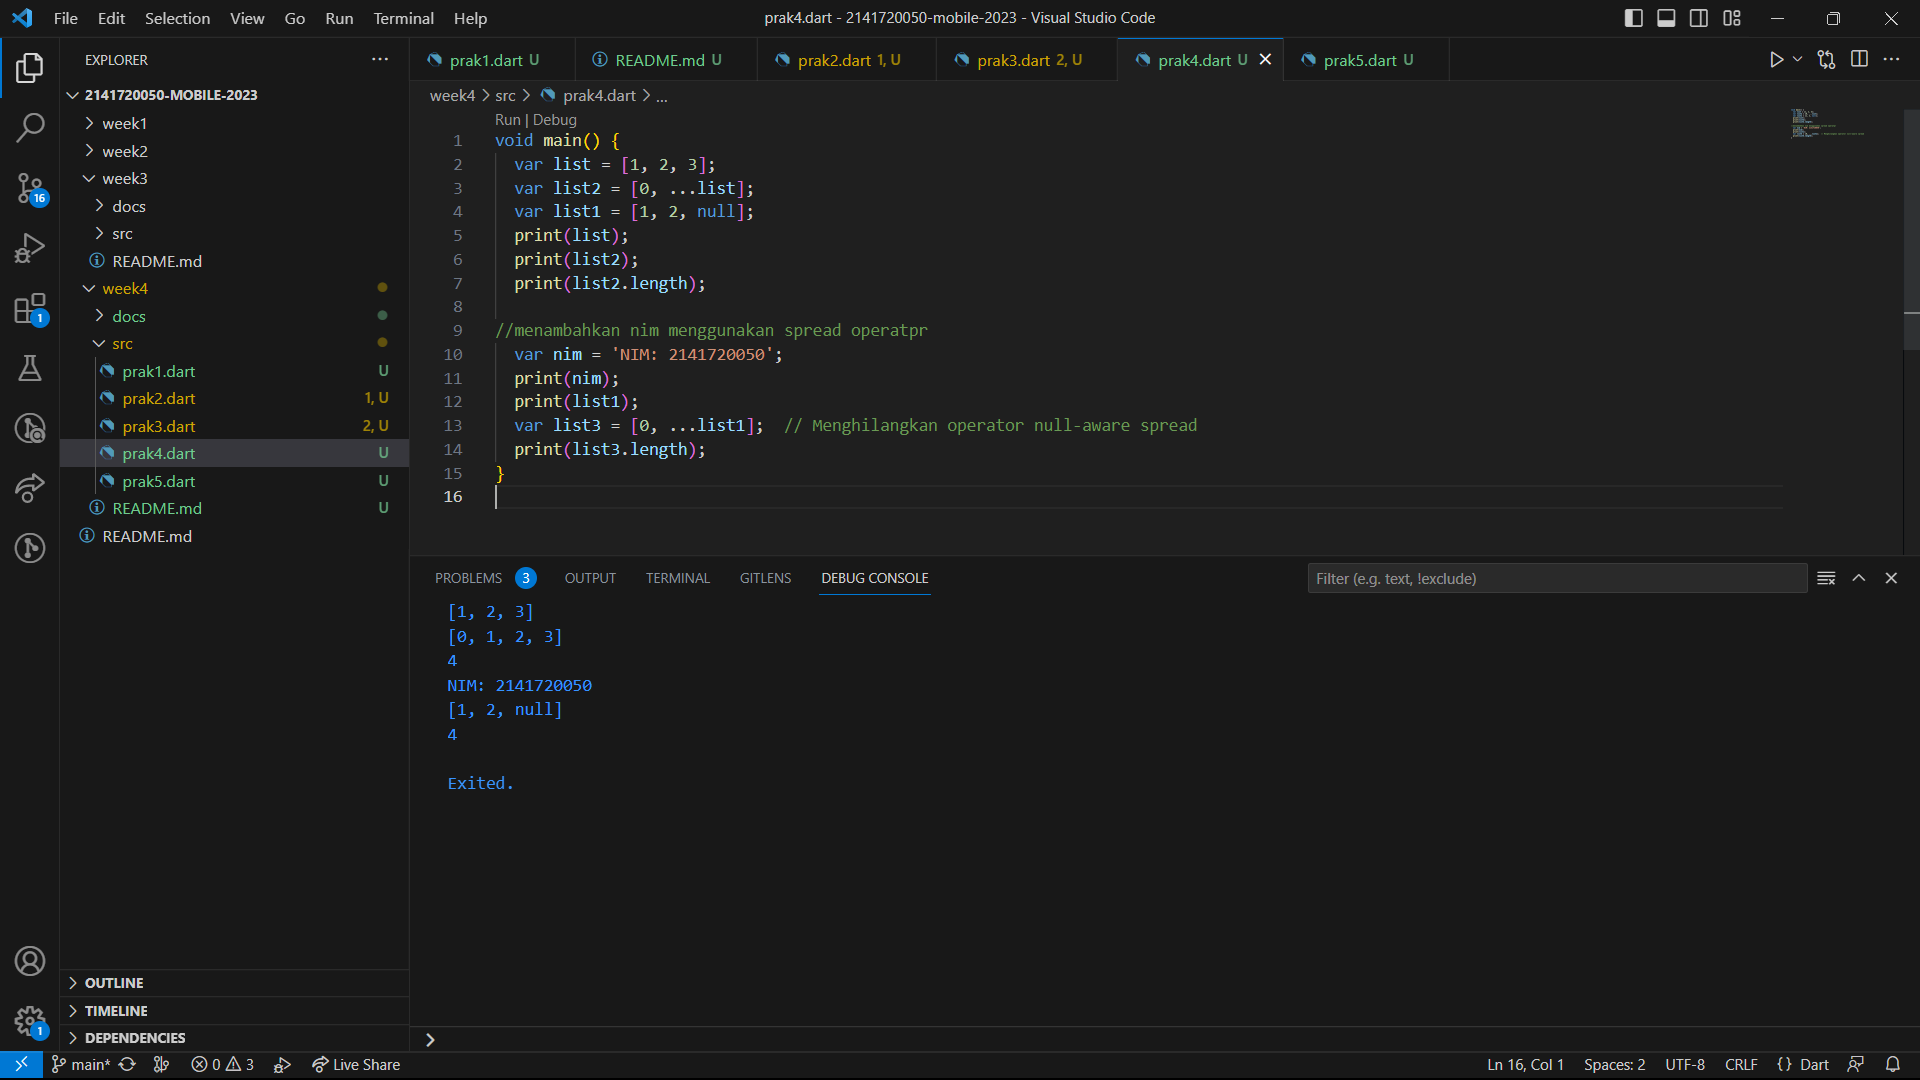 File Edit Selection View Go Run Terminal Help
prak4.dart - 2141720050-mobile-2023 - Visual Studio Code
EXPLORER
2141720050-MOBILE-2023
week1
week2
week3
docs
src
README.md
week4
docs
src
prak1.dart U
prak2.dart 1, U
prak3.dart 2, U
prak4.dart U
prak5.dart U
README.md U
README.md
OUTLINE
TIMELINE
DEPENDENCIES
16
1
1
prak1.dart U README.md U prak2.dart 1, U prak3.dart 2, U prak4.dart U prak5.dart U
week4 > src > prak4.dart > ...
Run | Debug
1 void main() {
2 var list = [1, 2, 3];
3 var list2 = [0, ...list];
4 var list1 = [1, 2, null];
5 print(list);
6 print(list2);
7 print(list2.length);
8
9 //menambahkan nim menggunakan spread operatpr
10 var nim = 'NIM: 2141720050';
11 print(nim);
12 print(list1);
13 var list3 = [0, ...list1]; // Menghilangkan operator null-aware spread
14 print(list3.length);
15 }
16
PROBLEMS 3 OUTPUT TERMINAL GITLENS DEBUG CONSOLE
Filter (e.g. text, !exclude)
[1, 2, 3]
[0, 1, 2, 3]
4
NIM: 2141720050
[1, 2, null]
4
Exited.
main* 0 3 Live Share
Ln 16, Col 1 Spaces: 2 UTF-8 CRLF {} Dart